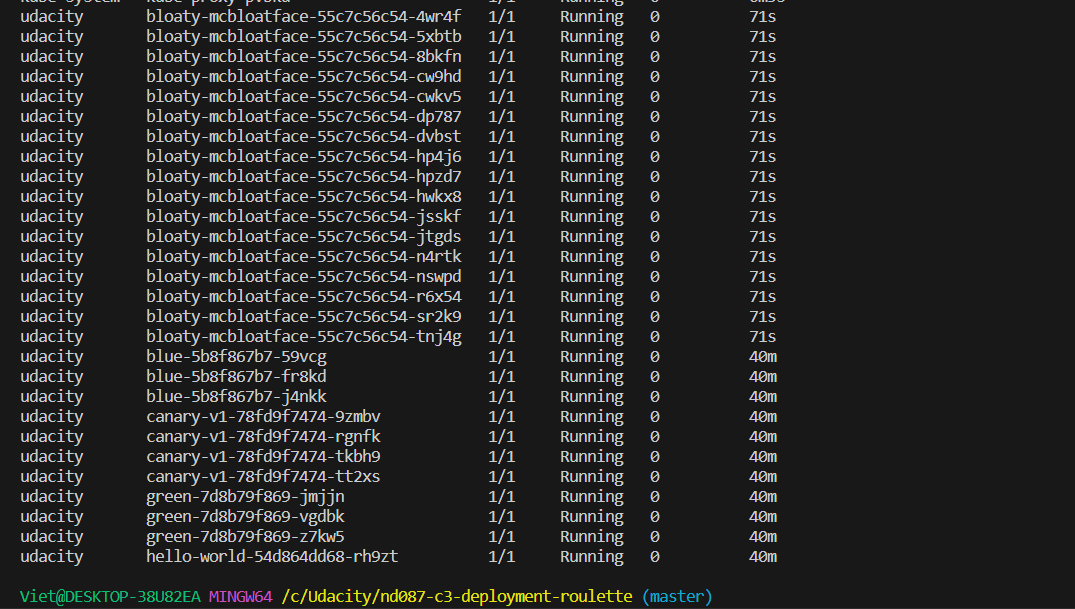 udacity bloaty-mcbloatface-55c7c56c54-4wr4f 1/1 Running 0 71s
udacity bloaty-mcbloatface-55c7c56c54-5xbtb 1/1 Running 0 71s
udacity bloaty-mcbloatface-55c7c56c54-8bkfn 1/1 Running 0 71s
udacity bloaty-mcbloatface-55c7c56c54-cw9hd 1/1 Running 0 71s
udacity bloaty-mcbloatface-55c7c56c54-cwkv5 1/1 Running 0 71s
udacity bloaty-mcbloatface-55c7c56c54-dp787 1/1 Running 0 71s
udacity bloaty-mcbloatface-55c7c56c54-dvbst 1/1 Running 0 71s
udacity bloaty-mcbloatface-55c7c56c54-hp4j6 1/1 Running 0 71s
udacity bloaty-mcbloatface-55c7c56c54-hpzd7 1/1 Running 0 71s
udacity bloaty-mcbloatface-55c7c56c54-hwkx8 1/1 Running 0 71s
udacity bloaty-mcbloatface-55c7c56c54-jsskf 1/1 Running 0 71s
udacity bloaty-mcbloatface-55c7c56c54-jtgds 1/1 Running 0 71s
udacity bloaty-mcbloatface-55c7c56c54-n4rtk 1/1 Running 0 71s
udacity bloaty-mcbloatface-55c7c56c54-nswpd 1/1 Running 0 71s
udacity bloaty-mcbloatface-55c7c56c54-r6x54 1/1 Running 0 71s
udacity bloaty-mcbloatface-55c7c56c54-sr2k9 1/1 Running 0 71s
udacity bloaty-mcbloatface-55c7c56c54-tnj4g 1/1 Running 0 71s
udacity blue-5b8f867b7-59vcg 1/1 Running 0 40m
udacity blue-5b8f867b7-fr8kd 1/1 Running 0 40m
udacity blue-5b8f867b7-j4nkk 1/1 Running 0 40m
udacity canary-v1-78fd9f7474-9zmbv 1/1 Running 0 40m
udacity canary-v1-78fd9f7474-rgnfk 1/1 Running 0 40m
udacity canary-v1-78fd9f7474-tkbh9 1/1 Running 0 40m
udacity canary-v1-78fd9f7474-tt2xs 1/1 Running 0 40m
udacity green-7d8b79f869-jmjjn 1/1 Running 0 40m
udacity green-7d8b79f869-vgdbk 1/1 Running 0 40m
udacity green-7d8b79f869-z7kw5 1/1 Running 0 40m
udacity hello-world-54d864dd68-rh9zt 1/1 Running 0 40m
Viet@DESKTOP-38U82EA MINGW64 /c/Udacity/nd087-c3-deployment-roulette (master)